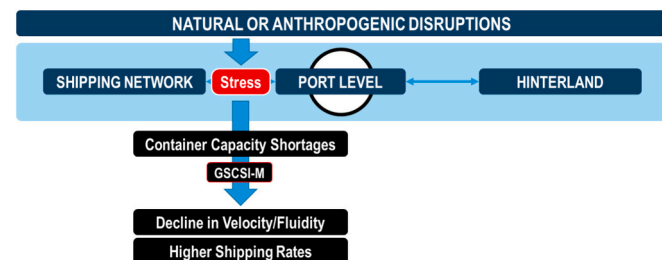 NATURAL OR ANTHROPOGENIC DISRUPTIONS
SHIPPING NETWORK
Stress
PORT LEVEL
HINTERLAND
Container Capacity Shortages
GSCSI-M
Decline in Velocity/Fluidity
Higher Shipping Rates